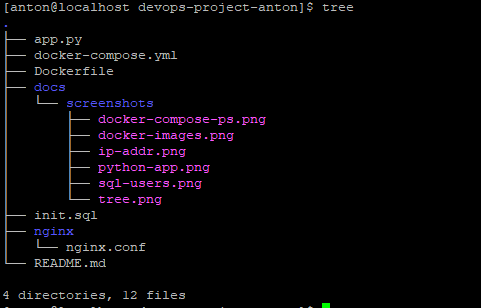 [anton@localhost devops-project-anton]$ tree
.
├── app.py
├── docker-compose.yml
├── Dockerfile
├── docs
│   └── screenshots
│       ├── docker-compose-ps.png
│       ├── docker-images.png
│       ├── ip-addr.png
│       ├── python-app.png
│       ├── sql-users.png
│       └── tree.png
├── init.sql
├── nginx
│   └── nginx.conf
└── README.md

4 directories, 12 files